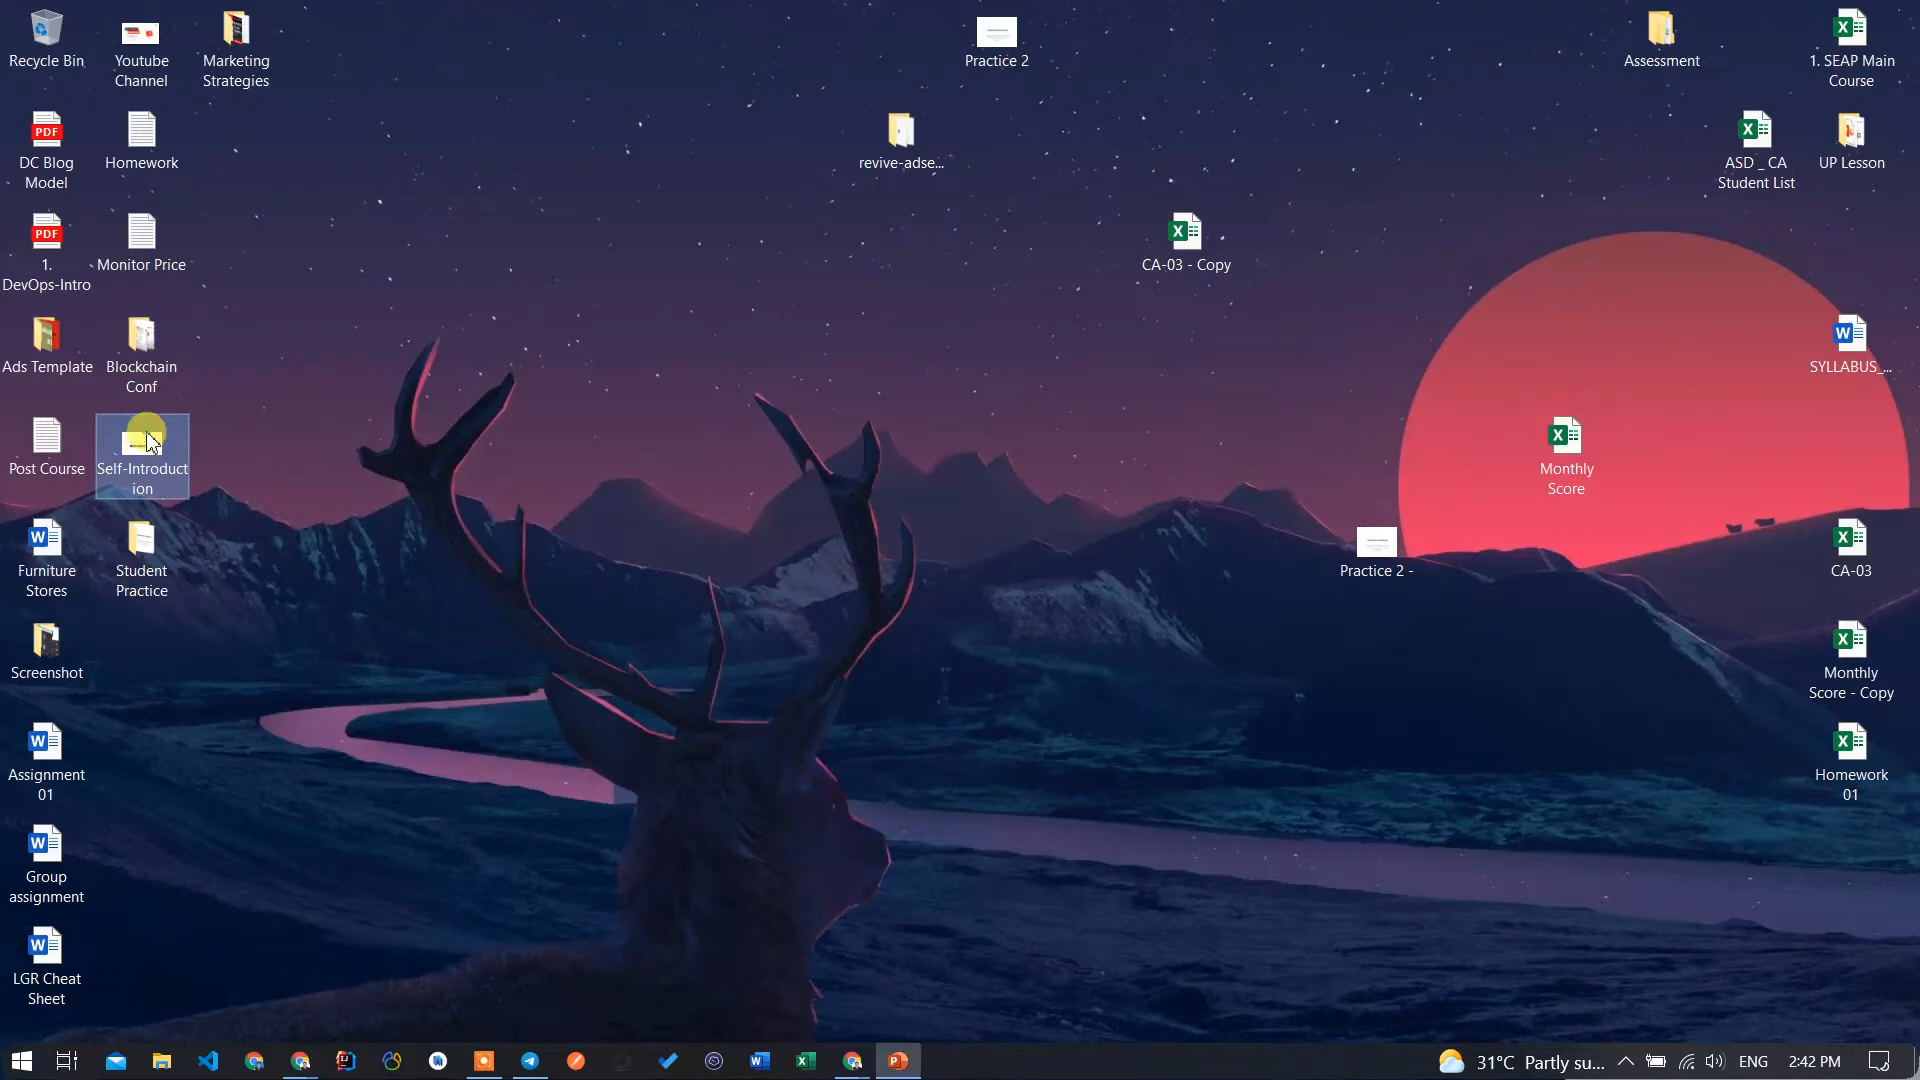 Recycle Bin
Youtube
Channel
Marketing
Strategies
Practice 2
Assessment
1. SEAP Main
Course
PDF
DC Blog
Model
Homework
revive-adse...
ASD _ CA
Student List
UP Lesson
PDF
1.
DevOps-Intro
Monitor Price
CA-03 - Copy
Ads Template
Blockchain
Conf
SYLLABUS_...
Post Course
Self-Introduct
ion
Monthly
Score
Furniture
Stores
Student
Practice
Practice 2 -
CA-03
Screenshot
Monthly
Score - Copy
Assignment
01
Homework
01
Group
assignment
LGR Cheat
Sheet
31°C Partly su...
ENG
2:42 PM